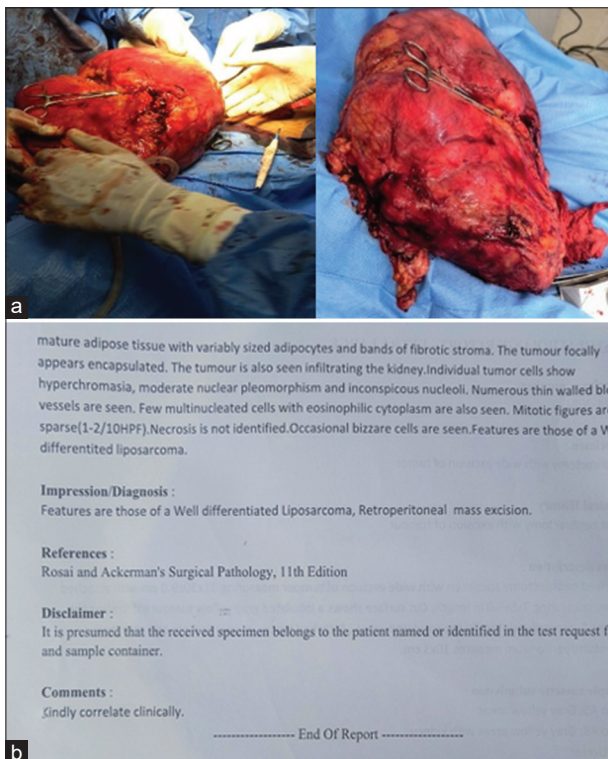 a
mature adipose tissue with variably sized adipocytes and bands of fibrotic stroma. The tumour focally
appears encapsulated. The tumour is also seen infiltrating the kidney.Individual tumor cells show
hyperchromasia, moderate nuclear pleomorphism and inconspicous nucleoli. Numerous thin walled
vessels are seen. Few multinucleated cells with eosinophilic cytoplasm are also seen. Mitotic figures
sparse(1-2/10HPF).Necrosis is not identified.Occasional bizzare cells are seen.Features are those of a
differentited liposarcoma.
Impression/Diagnosis :
Features are those of a Well differentiated Liposarcoma, Retroperitoneal mass excision.
References :
Rosai and Ackerman's Surgical Pathology, 11th Edition
Disclaimer :
It is presumed that the received specimen belongs to the patient named or identified in the test request
and sample container.
Comments :
Kindly correlate clinically.
------------------- End Of Report -------------------
b